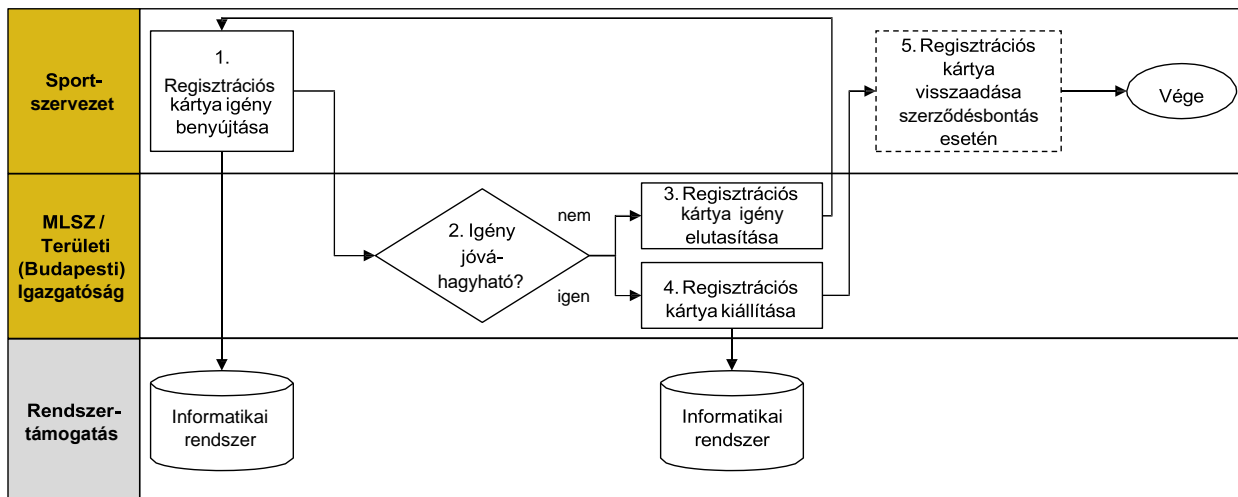 Sport-
szervezet
1.
Regisztrációs
kártya igény
benyújtása
5. Regisztrációs
kártya
visszaadása
szerződésbontás
esetén
Vége
MLSZ /
Területi
(Budapesti)
Igazgatóság
2. Igény
jóvá-
hagyható?
nem
igen
3. Regisztrációs
kártya igény
elutasítása
4. Regisztrációs
kártya kiállítása
Rendszer-
támogatás
Informatikai
rendszer
Informatikai
rendszer